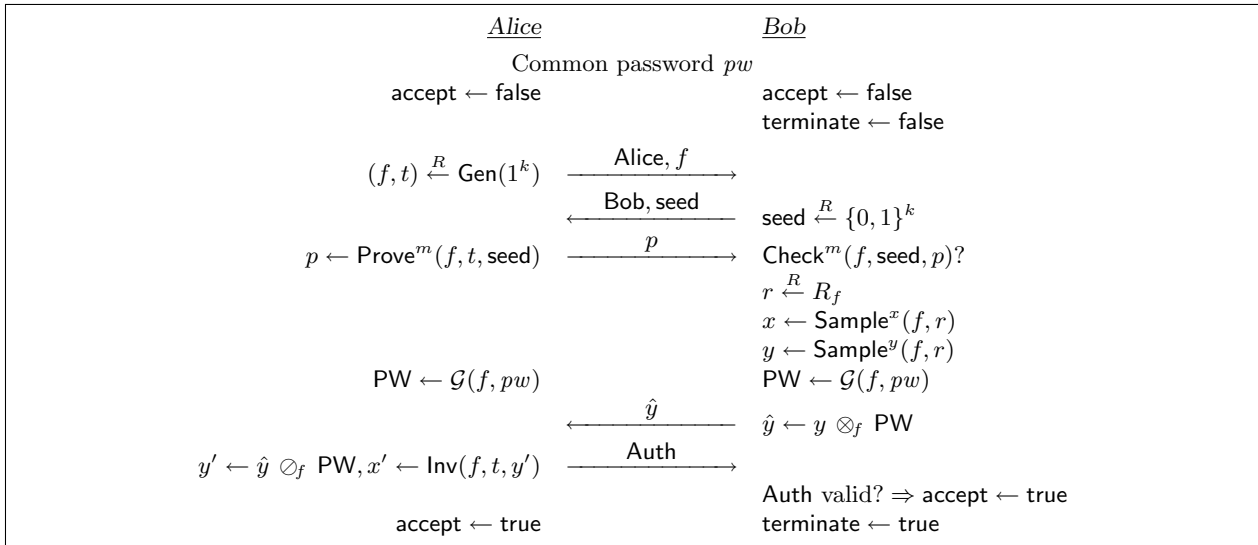 Alice Bob
Common password pw
accept ← false accept ← false
terminate ← false
(f, t) ←R Gen(1^k) Alice, f
Bob, seed seed ←R {0, 1}^k
p ← Prove^m(f, t, seed) p Check^m(f, seed, p)?
r ←R R_f
x ← Sample^x(f, r)
y ← Sample^y(f, r)
PW ← 𝒢(f, pw) PW ← 𝒢(f, pw)
ŷ ŷ ← y ⊗_f PW
y′ ← ŷ ⊘_f PW, x′ ← Inv(f, t, y′) Auth
Auth valid? ⇒ accept ← true
accept ← true terminate ← true